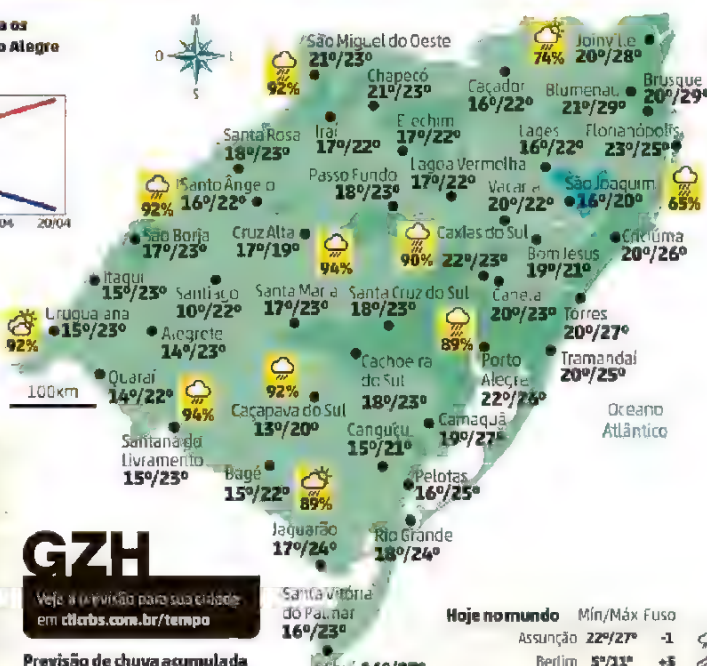 a os
o Alegre
04
20/04
N
L
S
92%
São Miguel do Oeste
21º/23º
74%
Joinville
20º/28º
Chapecó
21º/23º
Caçador
16º/22º
Blumenau
21º/29º
Brusque
20º/29º
Santa Rosa
18º/23º
Iraí
17º/22º
Erechim
17º/22º
Lages
16º/22º
Florianópolis
23º/25º
92%
Santo Ângelo
16º/22º
Passo Fundo
18º/23º
Lagoa Vermelha
17º/22º
Vacaria
20º/22º
São Joaquim
16º/20º
65%
São Borja
17º/23º
Cruz Alta
17º/19º
94%
90%
Caxias do Sul
22º/23º
Bom Jesus
19º/21º
Criciúma
20º/26º
Itaqui
15º/23º
Santiago
10º/22º
Santa Maria
17º/23º
Santa Cruz do Sul
18º/23º
Canela
20º/23º
Torres
20º/27º
92%
Uruguaiana
15º/23º
Alegrete
14º/23º
89%
Porto
Alegre
22º/26º
Tramandaí
20º/25º
100km
Quaraí
14º/22º
94%
92%
Caçapava do Sul
13º/20º
Cachoeira
do Sul
18º/23º
Oceano
Atlântico
Santana do
Livramento
15º/23º
Bagé
15º/22º
Canguçu
15º/21º
Camaquã
19º/27º
89%
Pelotas
16º/25º
Jaguarão
17º/24º
Rio Grande
18º/24º
GZH
Veja a previsão para sua cidade
em clicrbs.com.br/tempo
Santa Vitória
do Palmar
16º/23º
Hoje no mundo Mín/Máx Fuso
Assunção 22º/27º -1
Berlim 5º/11º +5
Previsão de chuva acumulada